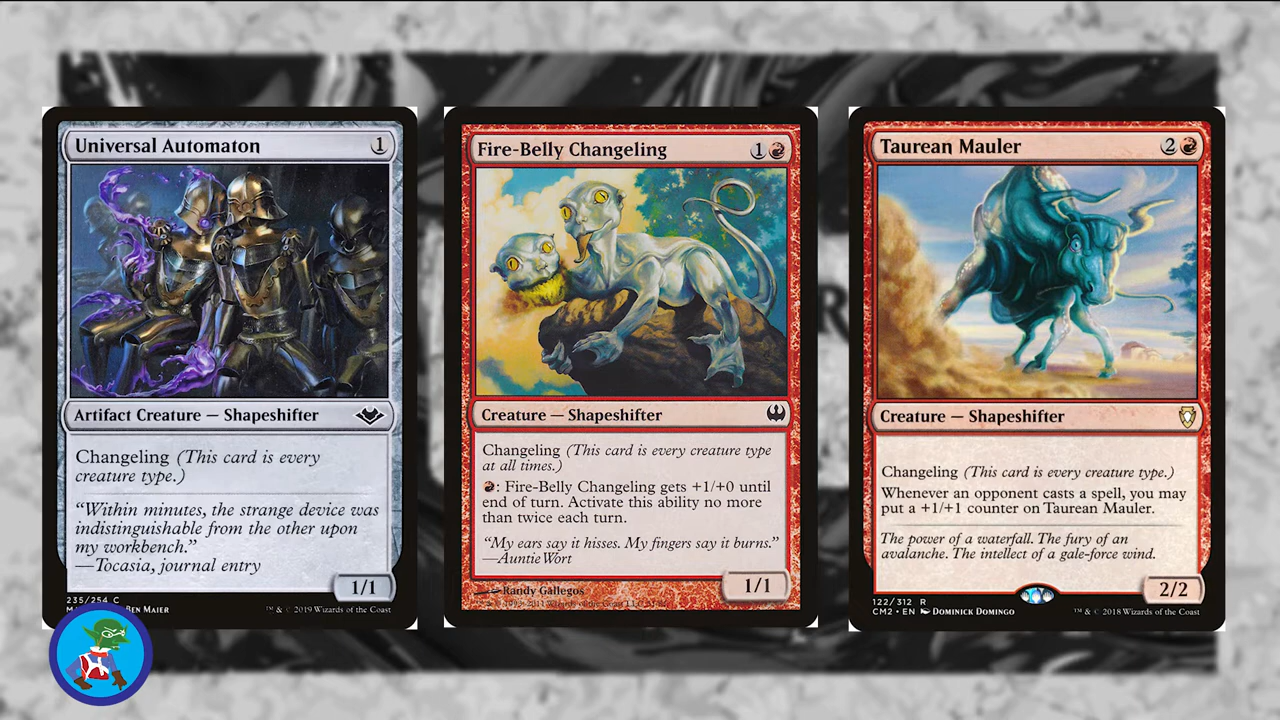 Universal Automaton
1
Artifact Creature — Shapeshifter
Changeling (This card is every
creature type.)
“Within minutes, the strange device was
indistinguishable from the other upon
my workbench.”
—Tocasia, journal entry
1/1
235/254 C
BEN MAIER
™ & © 2019 Wizards of the Coast
Fire-Belly Changeling
1
Creature — Shapeshifter
Changeling (This card is every creature type
at all times.)
: Fire-Belly Changeling gets +1/+0 until
end of turn. Activate this ability no more
than twice each turn.
“My ears say it hisses. My fingers say it burns.”
—Auntie Wort
1/1
Randy Gallegos
Taurean Mauler
2
Creature — Shapeshifter
Changeling (This card is every creature type.)
Whenever an opponent casts a spell, you may
put a +1/+1 counter on Taurean Mauler.
The power of a waterfall. The fury of an
avalanche. The intellect of a gale-force wind.
2/2
122/312 R
CM2 • EN DOMINICK DOMINGO
™ & © 2018 Wizards of the Coast